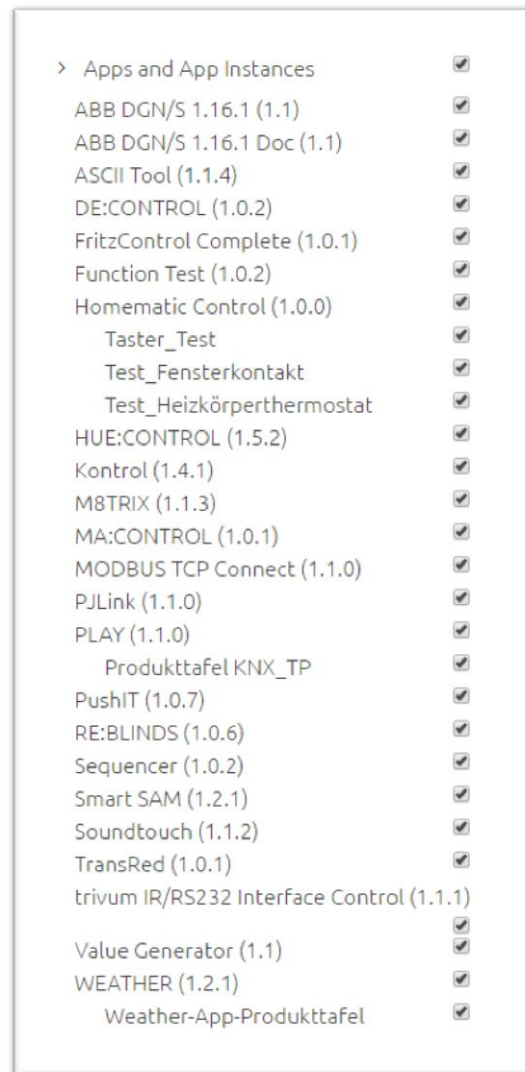 > Apps and App Instances
ABB DGN/S 1.16.1 (1.1)
ABB DGN/S 1.16.1 Doc (1.1)
ASCII Tool (1.1.4)
DE:CONTROL (1.0.2)
FritzControl Complete (1.0.1)
Function Test (1.0.2)
Homematic Control (1.0.0)
Taster_Test
Test_Fensterkontakt
Test_Heizkörperthermostat
HUE:CONTROL (1.5.2)
Kontrol (1.4.1)
M8TRIX (1.1.3)
MA:CONTROL (1.0.1)
MODBUS TCP Connect (1.1.0)
PJLink (1.1.0)
PLAY (1.1.0)
Produkttafel KNX_TP
PushIT (1.0.7)
RE:BLINDS (1.0.6)
Sequencer (1.0.2)
Smart SAM (1.2.1)
Soundtouch (1.1.2)
TransRed (1.0.1)
trivum IR/RS232 Interface Control (1.1.1)
Value Generator (1.1)
WEATHER (1.2.1)
Weather-App-Produkttafel